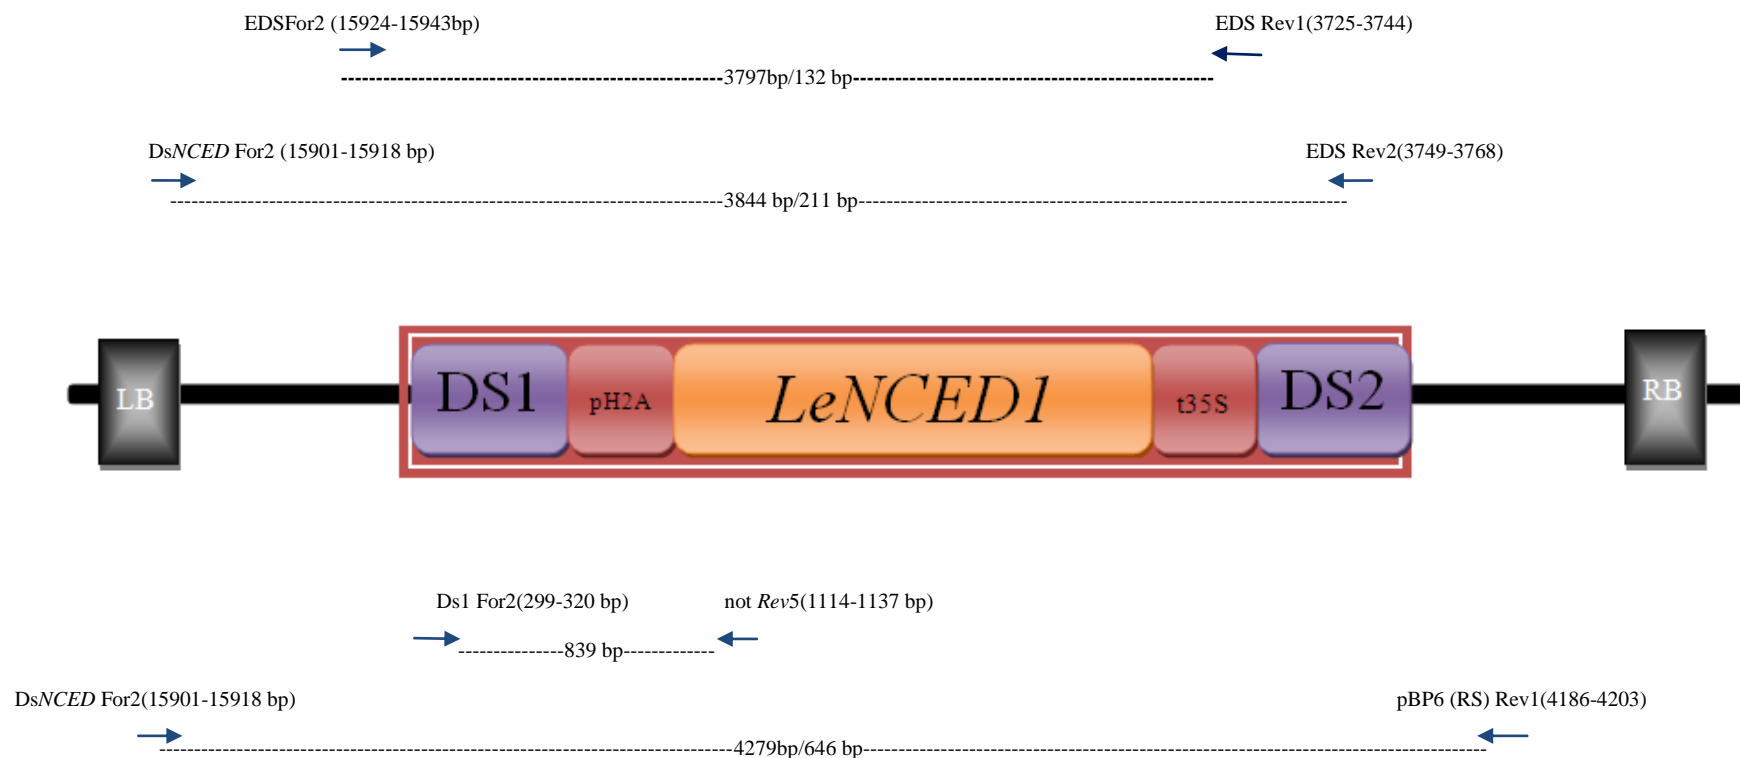 EDSFor2 (15924-15943bp)
EDS Rev1(3725-3744)
3797bp/132 bp
DsNCED For2 (15901-15918 bp)
EDS Rev2(3749-3768)
3844 bp/211 bp
LB
DS1
pH2A
LeNCED1
t35S
DS2
RB
Ds1 For2(299-320 bp)
not Rev5(1114-1137 bp)
839 bp
DsNCED For2(15901-15918 bp)
pBP6 (RS) Rev1(4186-4203)
4279bp/646 bp